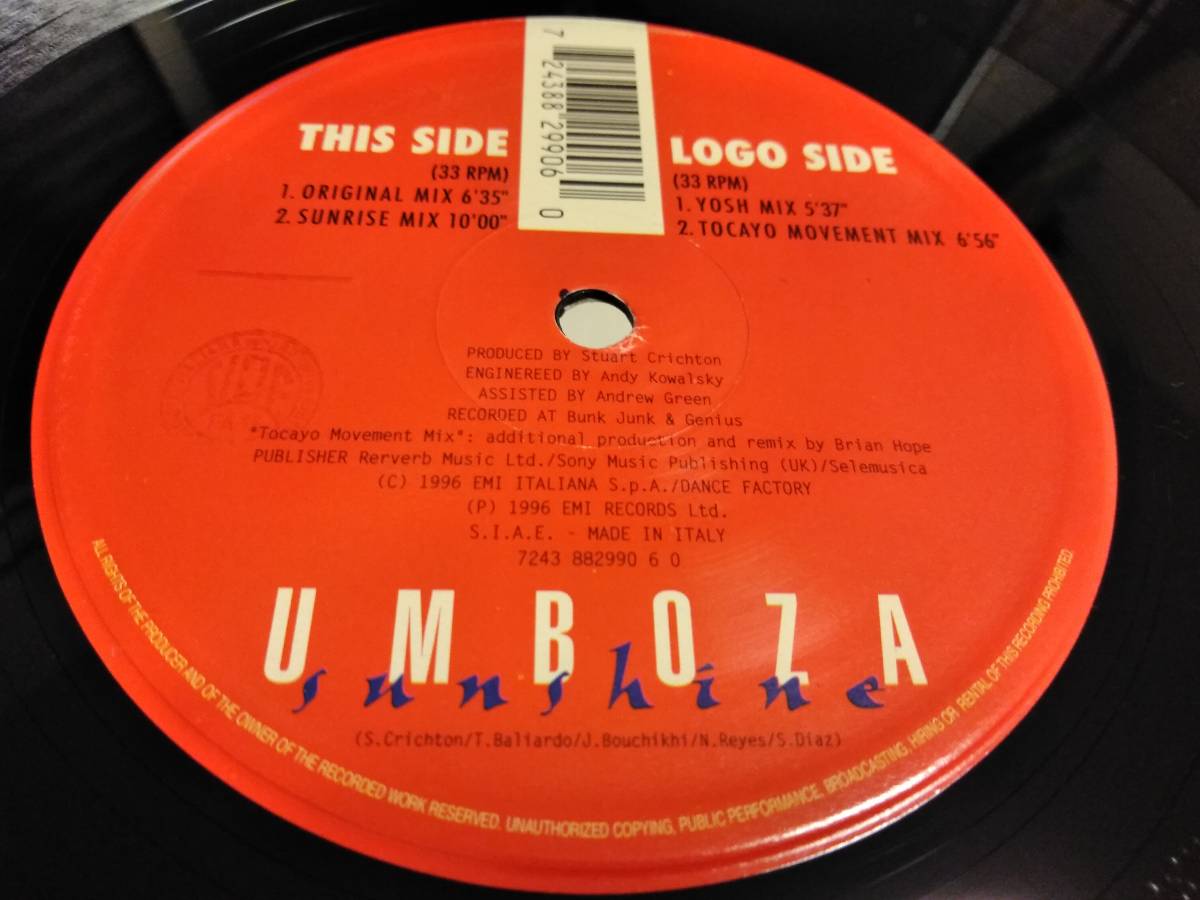 7 24388 29906 0
THIS SIDE
(33 RPM)
1. ORIGINAL MIX 6'35"
2. SUNRISE MIX 10'00"
LOGO SIDE
(33 RPM)
1. YOSH MIX 5'37"
2. TOCAYO MOVEMENT MIX 6'56"
PRODUCED BY Stuart Crichton
ENGINEREED BY Andy Kowalsky
ASSISTED BY Andrew Green
RECORDED AT Bunk Junk & Genius
"Tocayo Movement Mix": additional production and remix by Brian Hope
PUBLISHER Rerverb Music Ltd./Sony Music Publishing (UK)/Selemusica
(C) 1996 EMI ITALIANA S.p.A./DANCE FACTORY
(P) 1996 EMI RECORDS Ltd.
S.I.A.E. - MADE IN ITALY
7243 882990 6 0
UMBOZA
sunshine
(S.Crichton/T.Baliardo/J.Bouchikhi/N.Reyes/S.Diaz)
ALL RIGHTS OF THE PRODUCER AND OF THE OWNER OF THE RECORDED WORK RESERVED. UNAUTHORIZED COPYING, PUBLIC PERFORMANCE, BROADCASTING, HIRING OR RENTAL OF THIS RECORDING PROHIBITED.